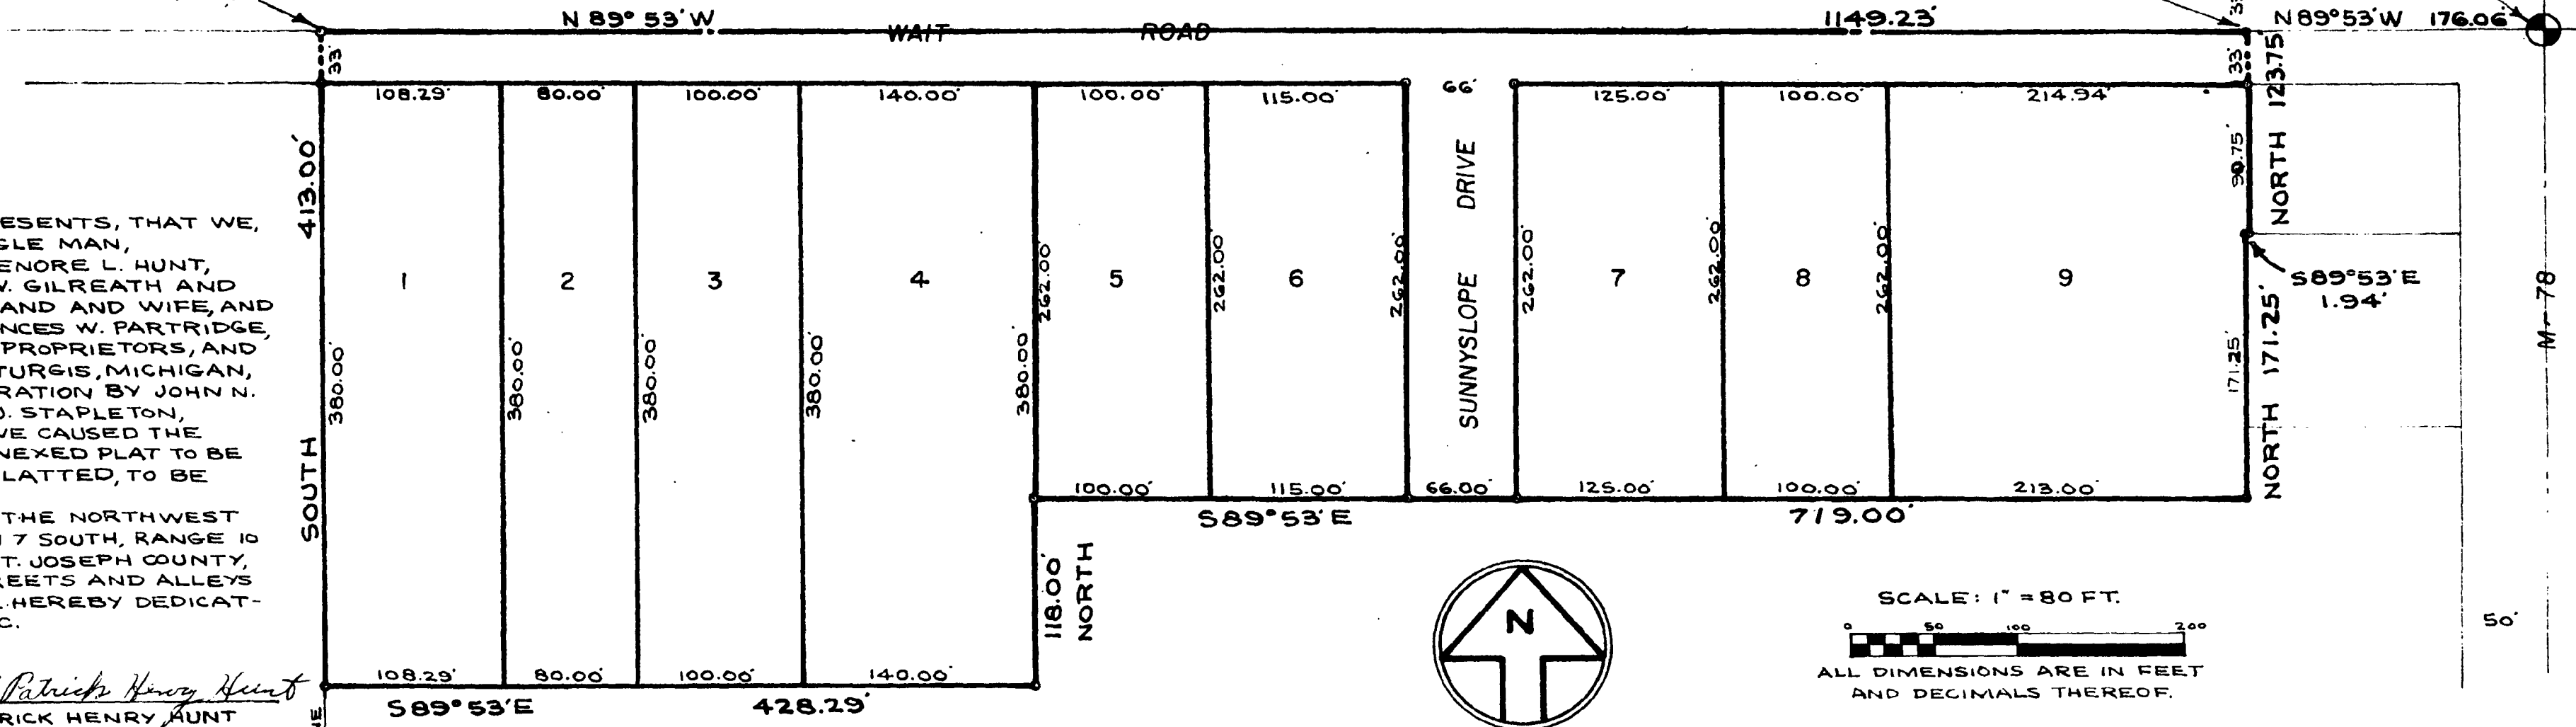 N 89° 53' W
WAIT ROAD
1149.23'
N 89° 53' W 176.06'
33'
33'
NORTH 123.75'
108.29'
80.00'
100.00'
140.00'
100.00'
115.00'
66'
125.00'
100.00'
214.94'
90.75'
413.00'
SOUTH
380.00'
380.00'
380.00'
380.00'
380.00'
262.00
262.00'
262.00'
262.00'
262.00'
262.00'
1
2
3
4
5
6
7
8
9
SUNNYSLOPE DRIVE
S 89° 53' E
1.94'
171.25'
NORTH 171.25'
M-78
100.00'
115.00'
66.00'
125.00'
100.00'
213.00'
S 89° 53' E
719.00'
118.00'
NORTH
108.29'
80.00'
100.00'
140.00'
S 89° 53' E
428.29'
N
SCALE: 1" = 80 FT.
0 50 100 200
ALL DIMENSIONS ARE IN FEET
AND DECIMALS THEREOF.
50'
ESENTS, THAT WE,
GLE MAN,
ENORE L. HUNT,
W. GILREATH AND
AND AND WIFE, AND
NCES W. PARTRIDGE,
PROPRIETORS, AND
TURGIS, MICHIGAN,
RATION BY JOHN N.
J. STAPLETON,
VE CAUSED THE
NEXED PLAT TO BE
LATTED, TO BE
THE NORTHWEST
7 SOUTH, RANGE 10
T. JOSEPH COUNTY,
REETS AND ALLEYS
HEREBY DEDICAT-
C.
Patrick Henry Hunt
RICK HENRY HUNT